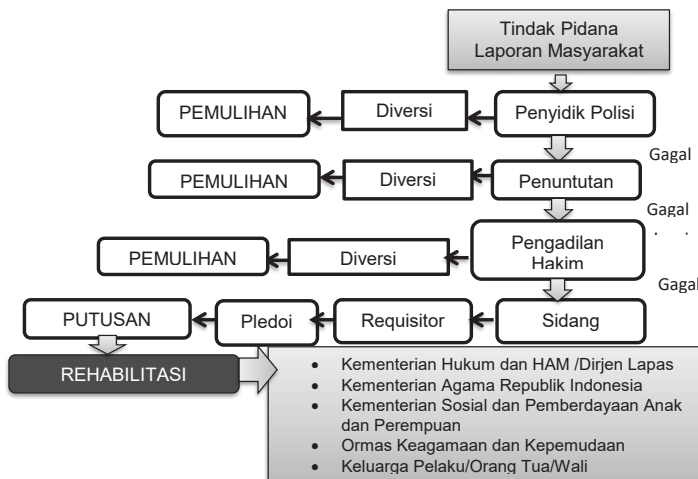 Tindak Pidana
Laporan Masyarakat
PEMULIHAN
Diversi
Penyidik Polisi
Gagal
PEMULIHAN
Diversi
Penuntutan
Gagal
PEMULIHAN
Diversi
Pengadilan
Hakim
Gagal
PUTUSAN
Pledoi
Requisitor
Sidang
REHABILITASI
• Kementerian Hukum dan HAM /Dirjen Lapas
• Kementerian Agama Republik Indonesia
• Kementerian Sosial dan Pemberdayaan Anak
dan Perempuan
• Ormas Keagamaan dan Kepemudaan
• Keluarga Pelaku/Orang Tua/Wali